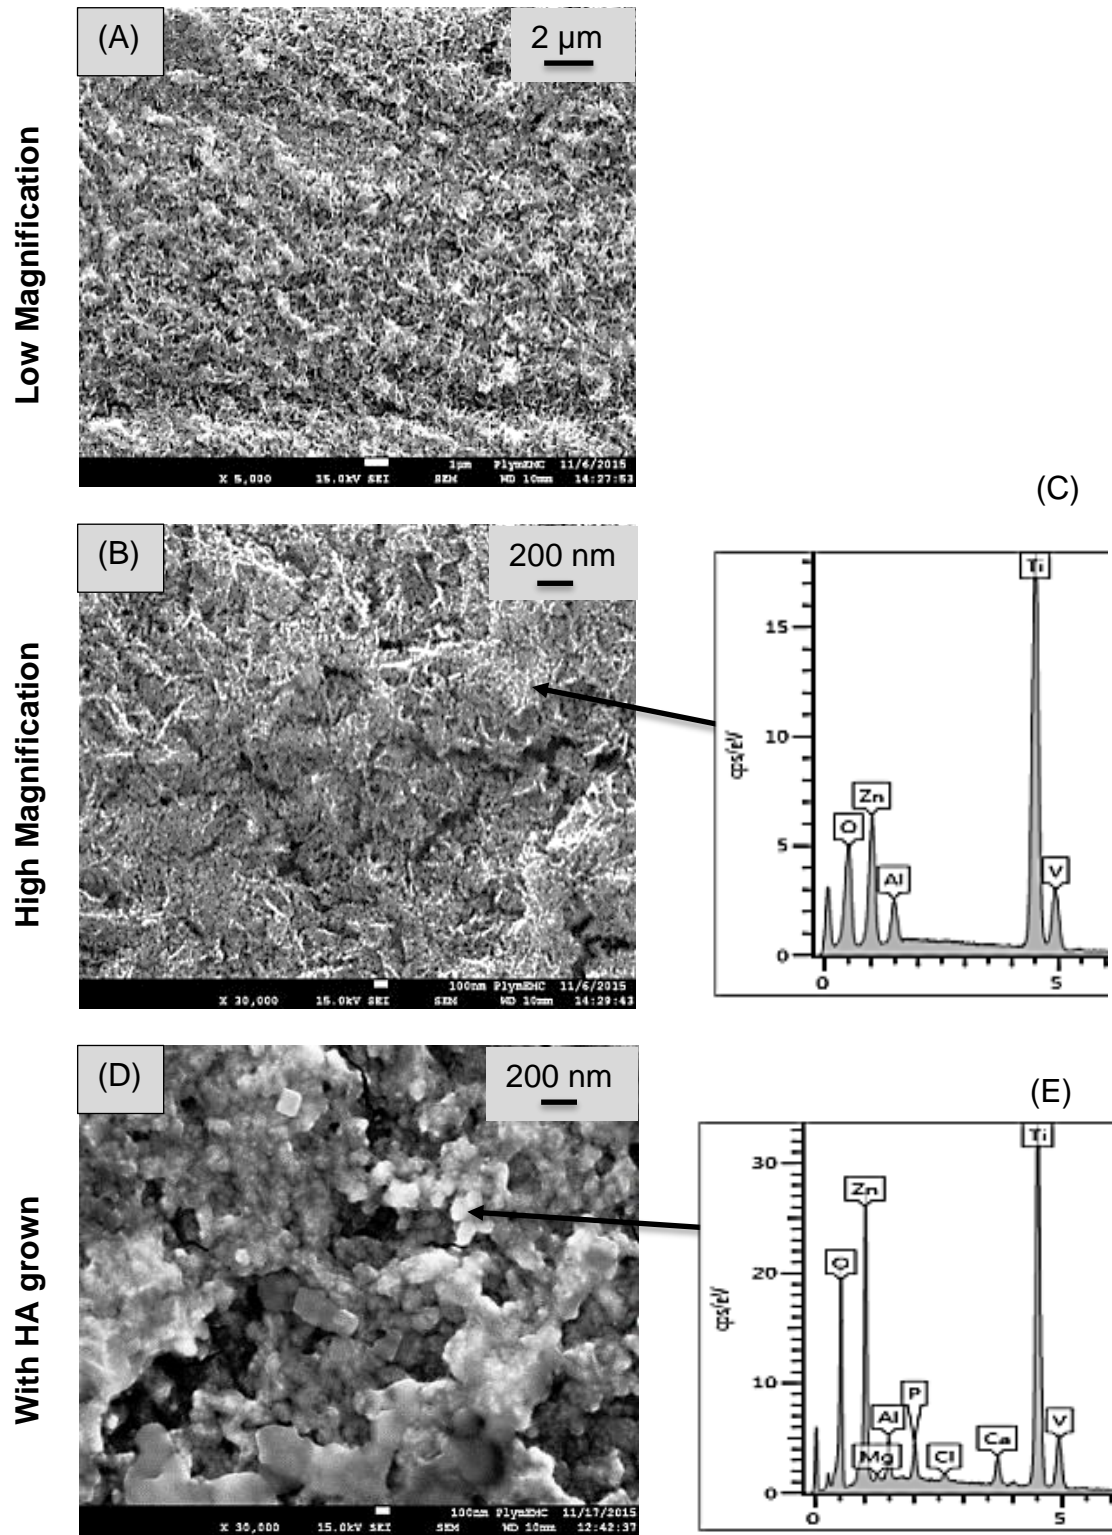 (A)
2 µm
Low Magnification
1µm PlymEMC 11/6/2015
X 5,000 15.0kV SEI SEM WD 10mm 14:27:53
(B)
200 nm
High Magnification
100nm PlymEMC 11/6/2015
X 30,000 15.0kV SEI SEM WD 10mm 14:29:43
(C)
Ti
15
10
cps/eV
Zn
O
5
Al
V
0
0
5
(D)
200 nm
With HA grown
100nm PlymEMC 11/17/2015
X 30,000 15.0kV SEI SEM WD 10mm 12:42:37
(E)
Ti
30
Zn
O
20
cps/eV
10
P
Al
Mg
Cl
Ca
V
0
0
5